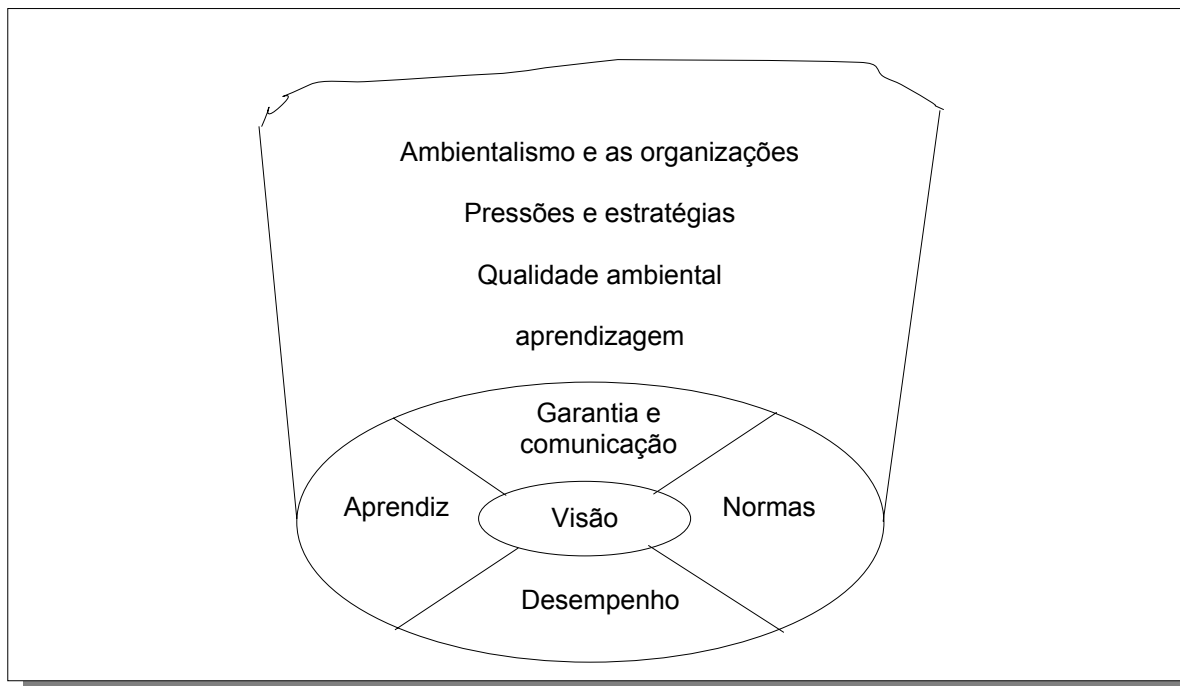 Ambientalismo e as organizações
Pressões e estratégias
Qualidade ambiental
aprendizagem
Garantia e
comunicação
Aprendiz
Visão
Normas
Desempenho